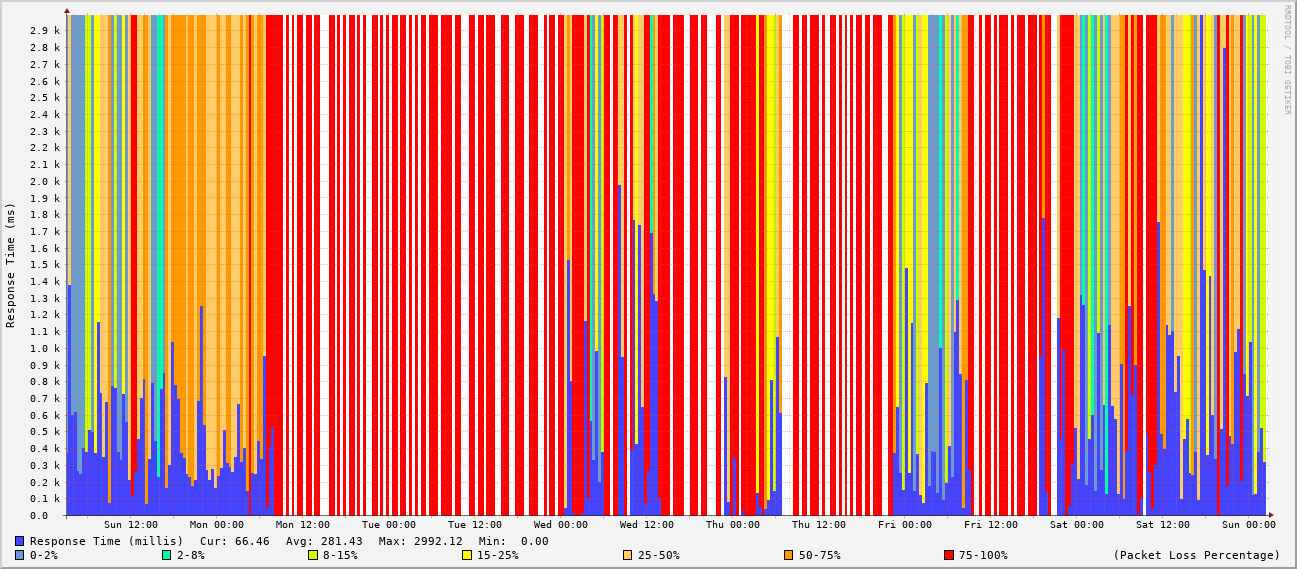 RRDTOOL / TOBI OETIKER
Response Time (ms)
2.9 k
2.8 k
2.7 k
2.6 k
2.5 k
2.4 k
2.3 k
2.2 k
2.1 k
2.0 k
1.9 k
1.8 k
1.7 k
1.6 k
1.5 k
1.4 k
1.3 k
1.2 k
1.1 k
1.0 k
0.9 k
0.8 k
0.7 k
0.6 k
0.5 k
0.4 k
0.3 k
0.2 k
0.1 k
0.0
Sun 12:00 Mon 00:00 Mon 12:00 Tue 00:00 Tue 12:00 Wed 00:00 Wed 12:00 Thu 00:00 Thu 12:00 Fri 00:00 Fri 12:00 Sat 00:00 Sat 12:00 Sun 00:00
Response Time (millis) Cur: 66.46 Avg: 281.43 Max: 2992.12 Min: 0.00
0-2% 2-8% 8-15% 15-25% 25-50% 50-75% 75-100% (Packet Loss Percentage)